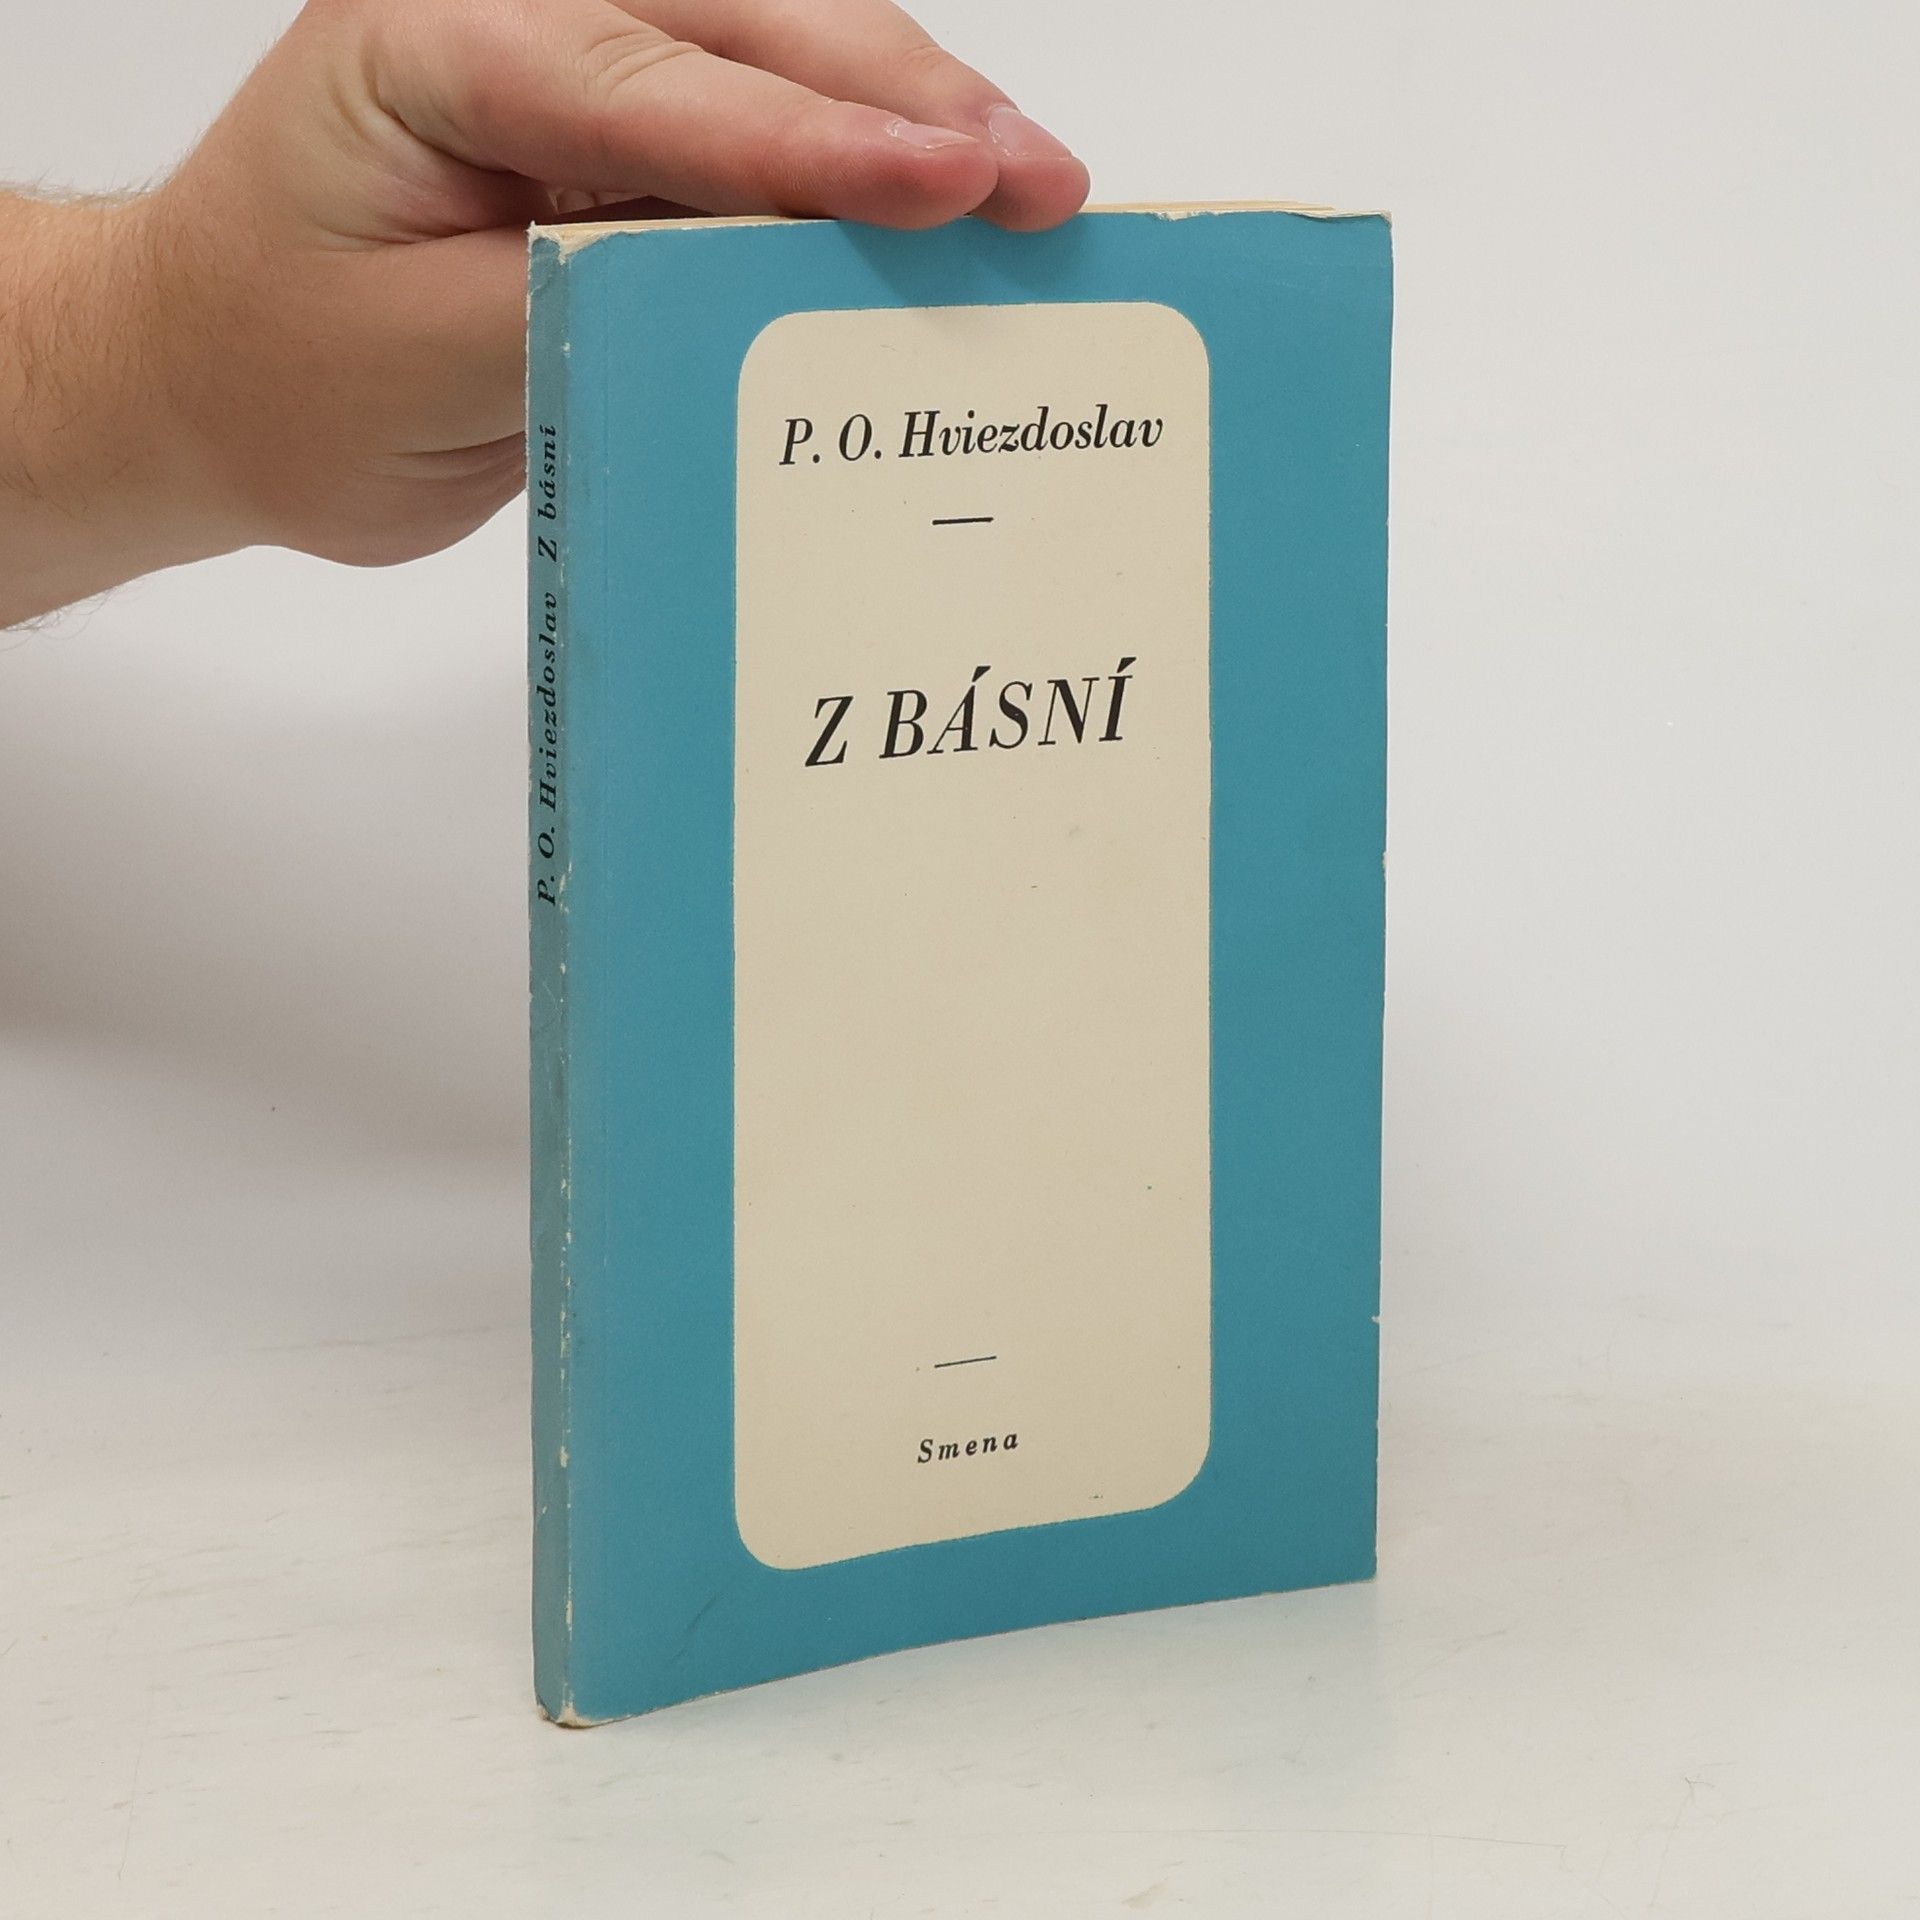 P. O. Hviezdoslav
Z BÁSNÍ
Smena
P. O. Hviezdoslav Z básní